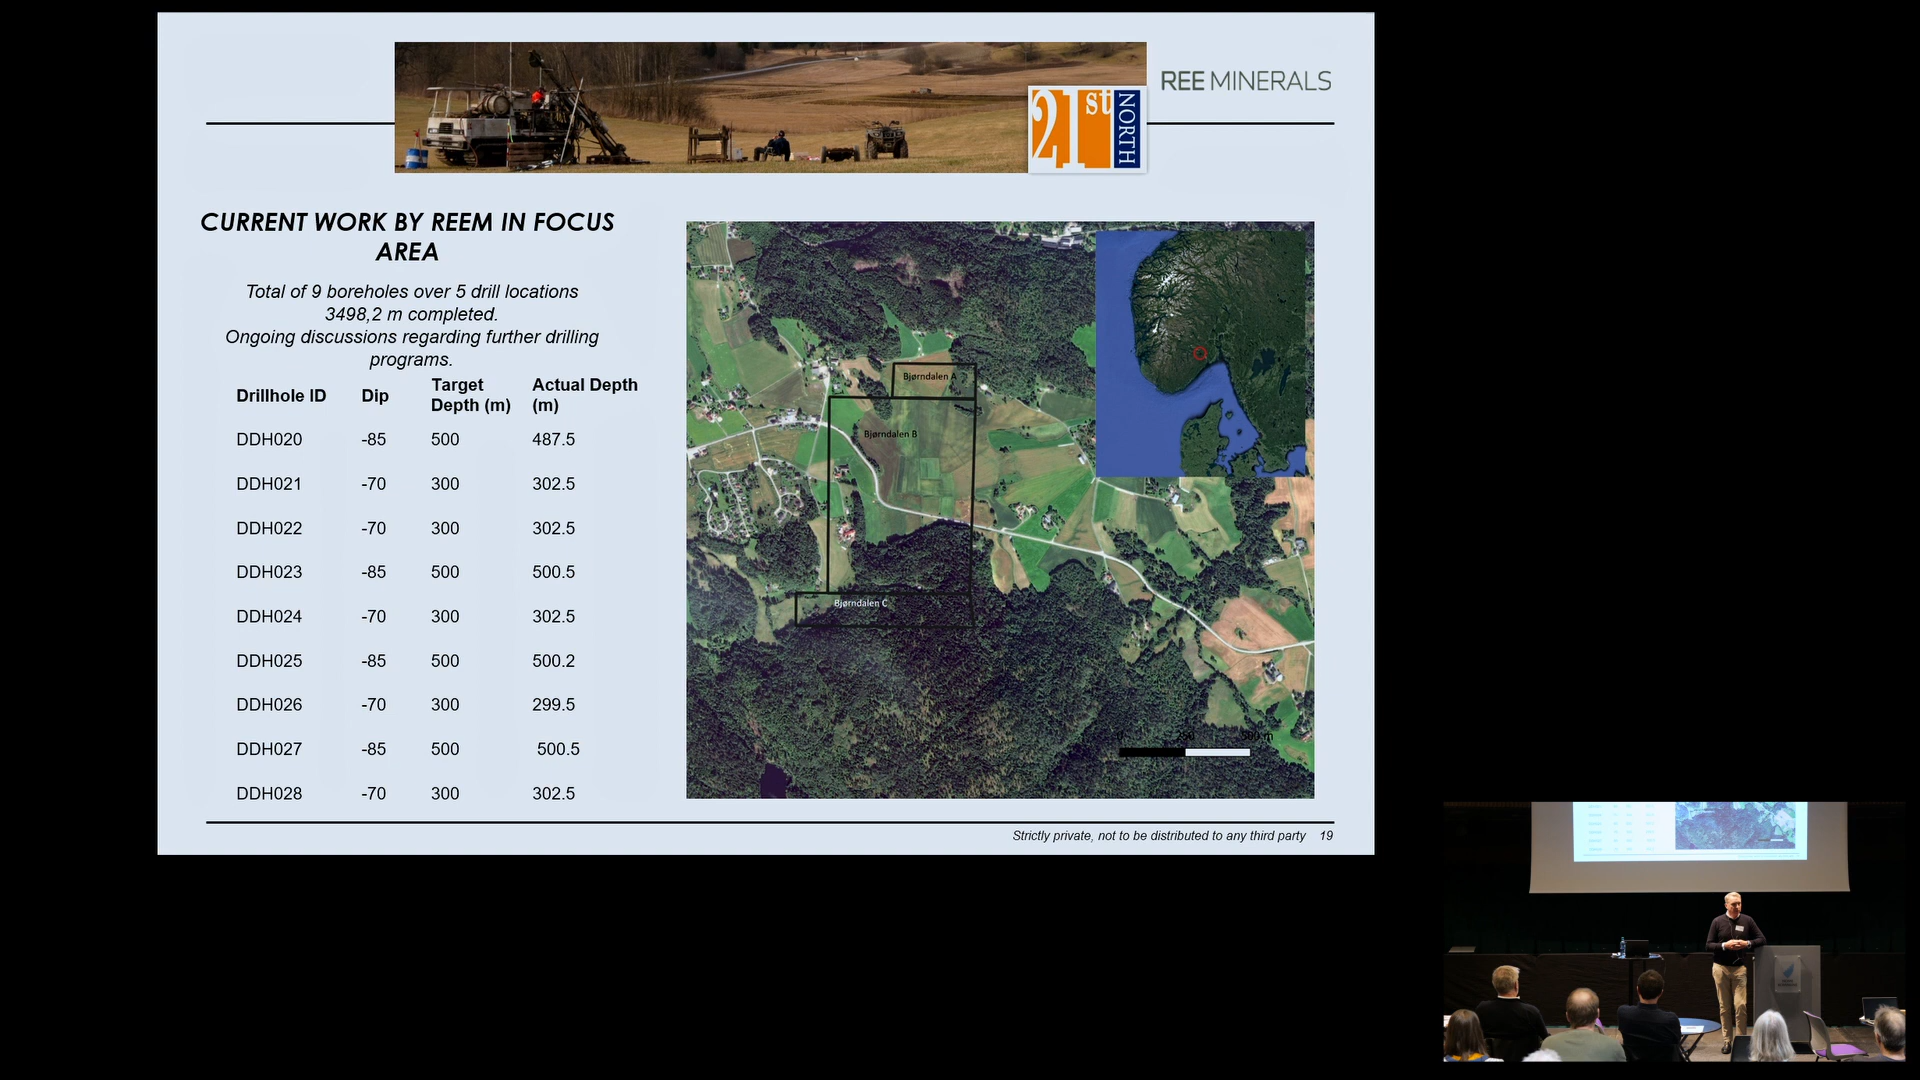 REE MINERALS
21st NORTH
CURRENT WORK BY REEM IN FOCUS
AREA
Total of 9 boreholes over 5 drill locations
3498,2 m completed.
Ongoing discussions regarding further drilling
programs.
Drillhole ID Dip Target Depth (m) Actual Depth (m)
DDH020 -85 500 487.5
DDH021 -70 300 302.5
DDH022 -70 300 302.5
DDH023 -85 500 500.5
DDH024 -70 300 302.5
DDH025 -85 500 500.2
DDH026 -70 300 299.5
DDH027 -85 500 500.5
DDH028 -70 300 302.5
Bjørndalen A
Bjørndalen B
Bjørndalen C
Strictly private, not to be distributed to any third party 19